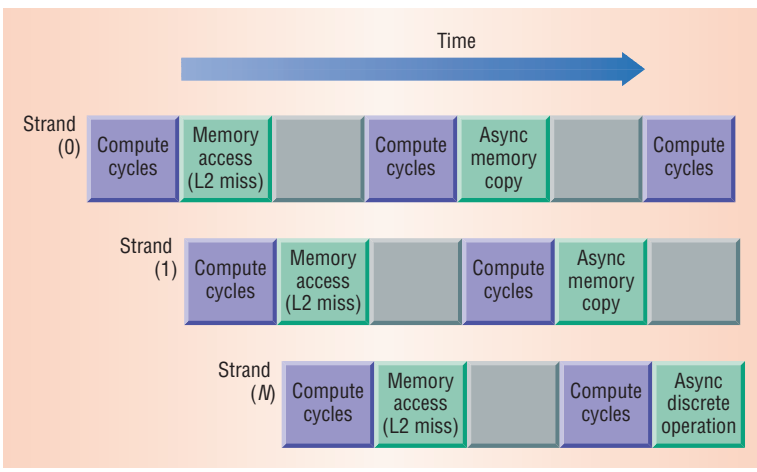 Time
Strand
(0)
Compute
cycles
Memory
access
(L2 miss)
Compute
cycles
Async
memory
copy
Compute
cycles
Strand
(1)
Compute
cycles
Memory
access
(L2 miss)
Compute
cycles
Async
memory
copy
Strand
(N)
Compute
cycles
Memory
access
(L2 miss)
Compute
cycles
Async
discrete
operation